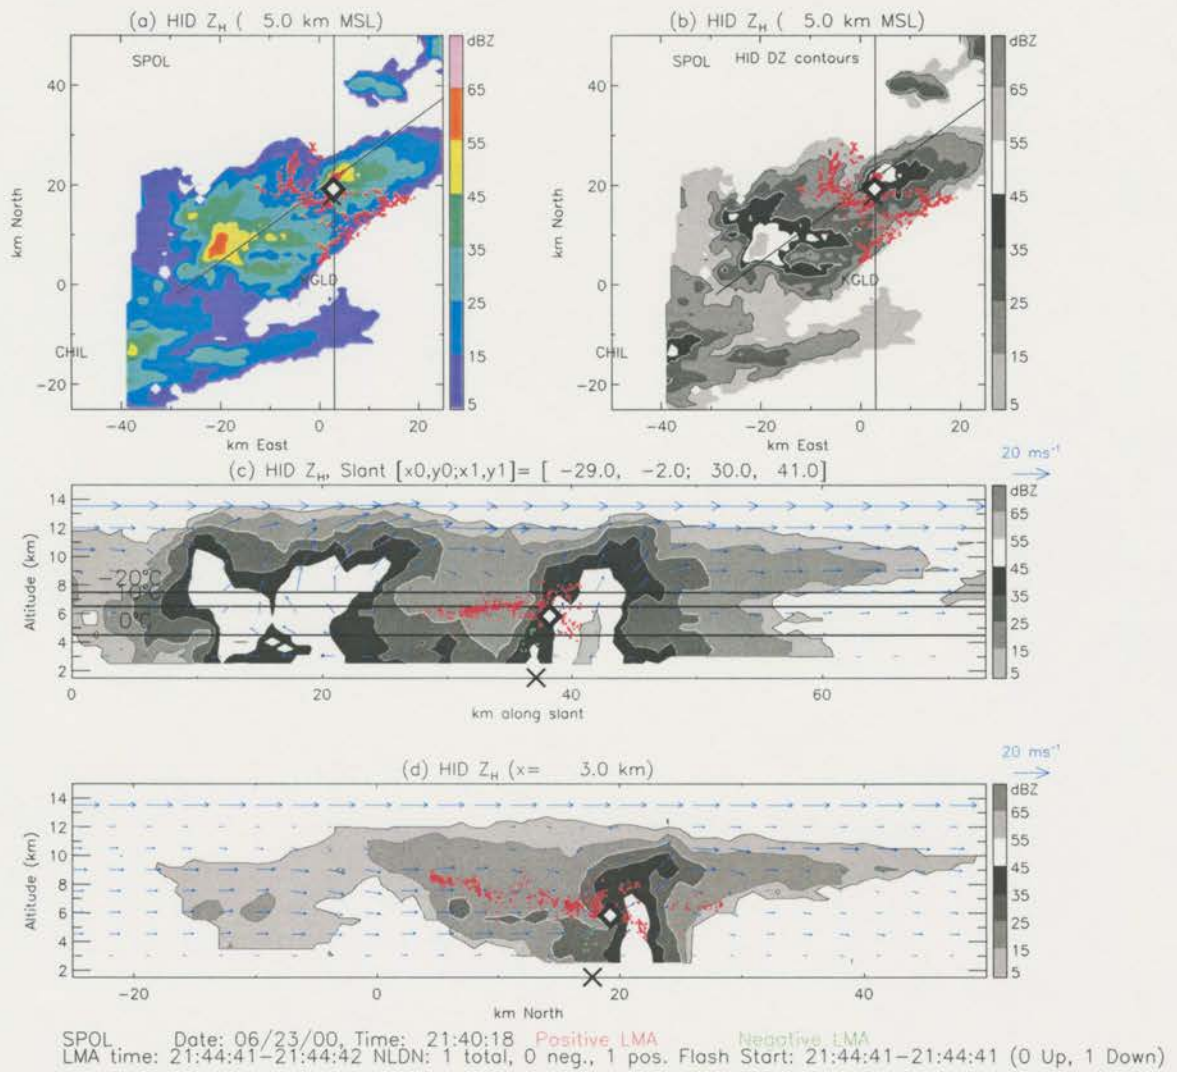 (a) HID Z_H ( 5.0 km MSL)
(b) HID Z_H ( 5.0 km MSL)
SPOL
dBZ
65
55
45
35
25
15
5
40
20
0
−20
km North
KGLD
CHIL
−40 −20 0 20
km East
SPOL HID DZ contours
dBZ
65
55
45
35
25
15
5
40
20
0
−20
km North
KGLD
CHIL
−40 −20 0 20
km East
20 ms⁻¹
(c) HID Z_H, Slant [x0,y0;x1,y1]= [ −29.0, −2.0; 30.0, 41.0]
14
12
10
8
6
4
2
Altitude (km)
−20°C
−10°C
0°C
dBZ
65
55
45
35
25
15
5
0 20 40 60
km along slant
20 ms⁻¹
(d) HID Z_H (x= 3.0 km)
14
12
10
8
6
4
2
Altitude (km)
dBZ
65
55
45
35
25
15
5
−20 0 20 40
km North
SPOL Date: 06/23/00, Time: 21:40:18 Positive LMA Negative LMA
LMA time: 21:44:41−21:44:42 NLDN: 1 total, 0 neg., 1 pos. Flash Start: 21:44:41−21:44:41 (0 Up, 1 Down)